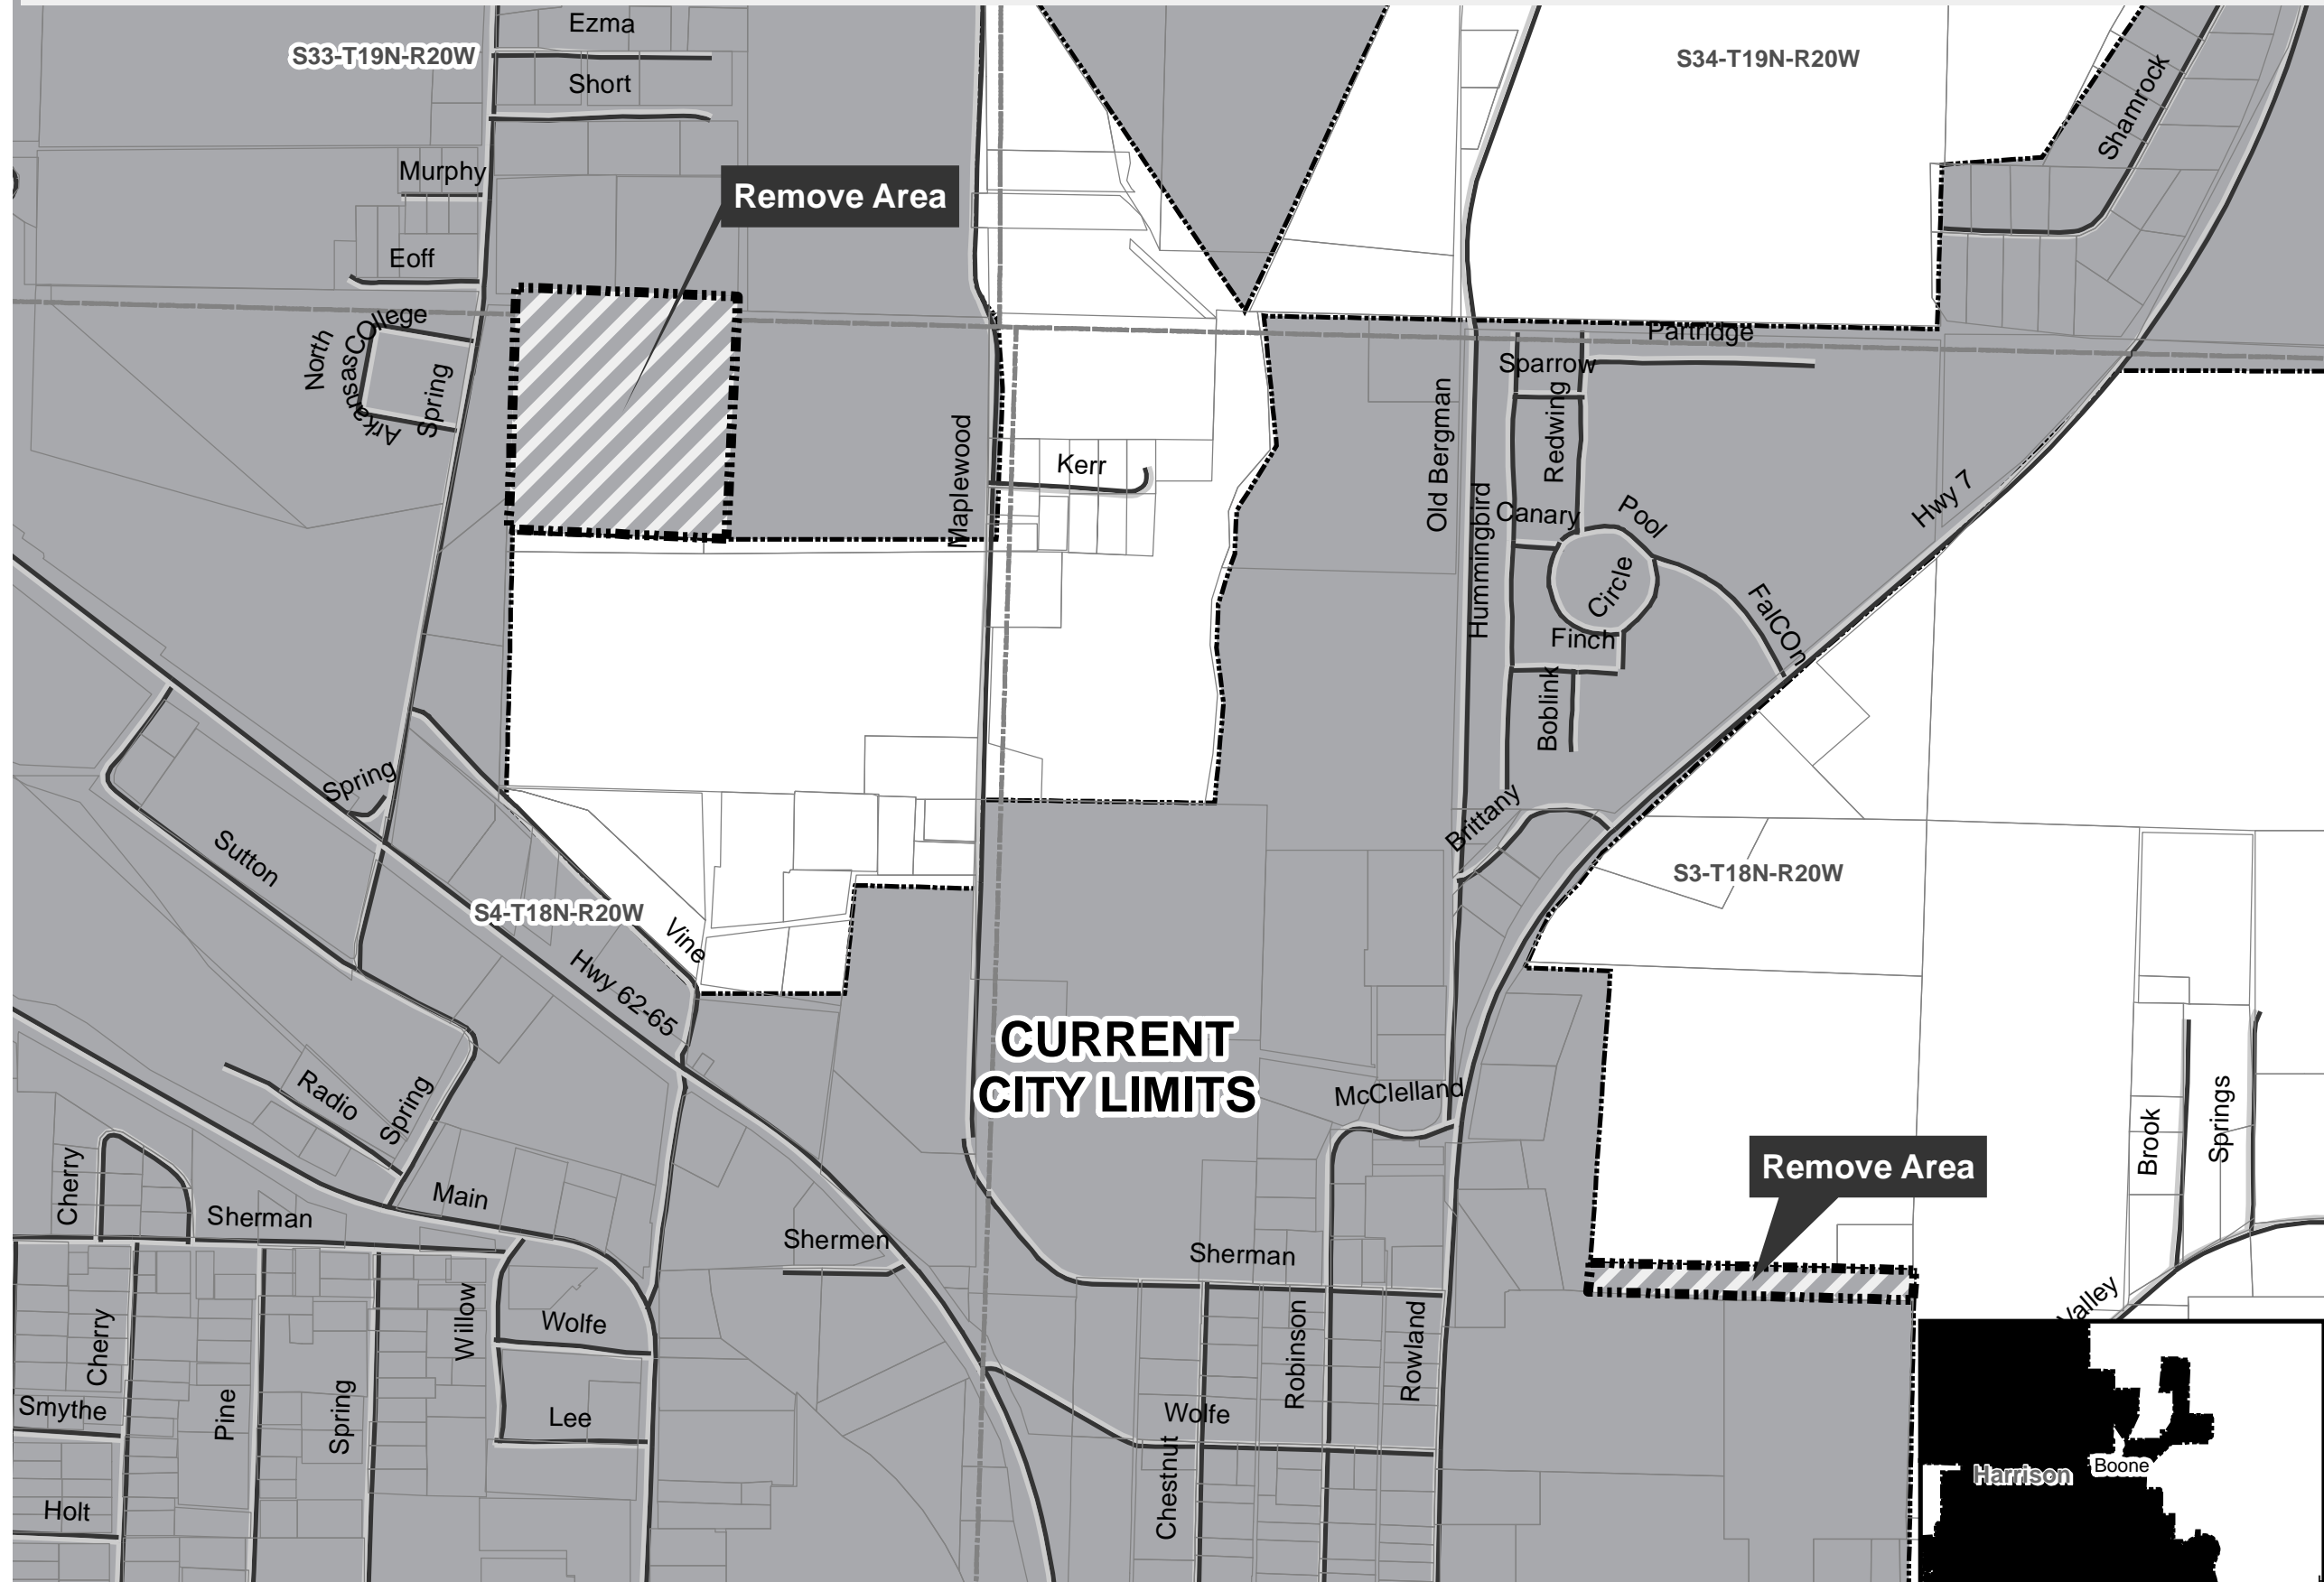 Ezma
S33-T19N-R20W
S34-T19N-R20W
Short
Shamrock
Murphy
Remove Area
Eoff
College
North
Arkansas
Spring
Partridge
Sparrow
Redwing
Old Bergman
Maplewood
Kerr
Hummingbird
Canary
Pool
Hwy 7
Circle
FalCOn
Finch
Boblink
Spring
Brittany
Sutton
S3-T18N-R20W
S4-T18N-R20W
Vine
Hwy 62-65
CURRENT
CITY LIMITS
McClelland
Radio
Spring
Brook
Springs
Remove Area
Cherry
Main
Sherman
Shermen
Sherman
Valley
Willow
Wolfe
Cherry
Robinson
Rowland
Smythe
Pine
Spring
Lee
Wolfe
Chestnut
Harrison
Boone
Holt